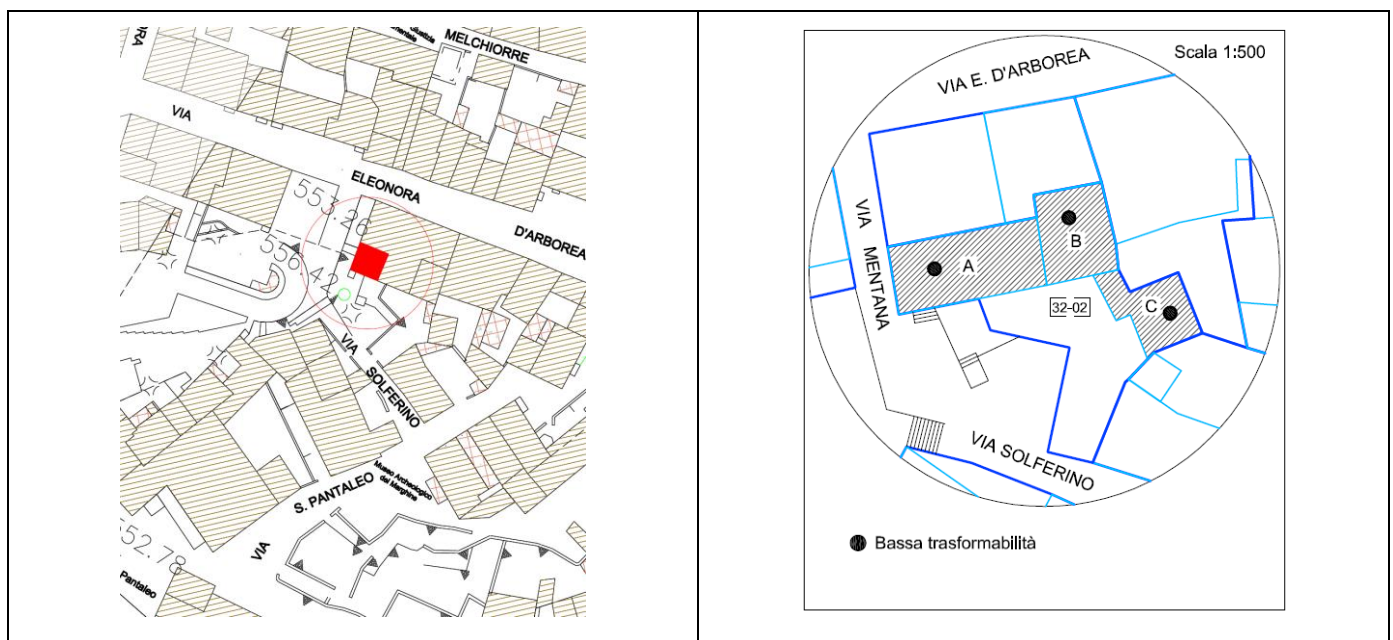 ORA
MELCHIORRE
VIA
ELEONORA
D'ARBOREA
553.26
556.42
VIA
SOLFERINO
S. PANTALEO
Museo Archeologico
del Marghine
VIA
552.78
Pantaleo
Scala 1:500
VIA E. D'ARBOREA
VIA
MENTANA
A
B
C
32-02
VIA SOLFERINO
Bassa trasformabilità